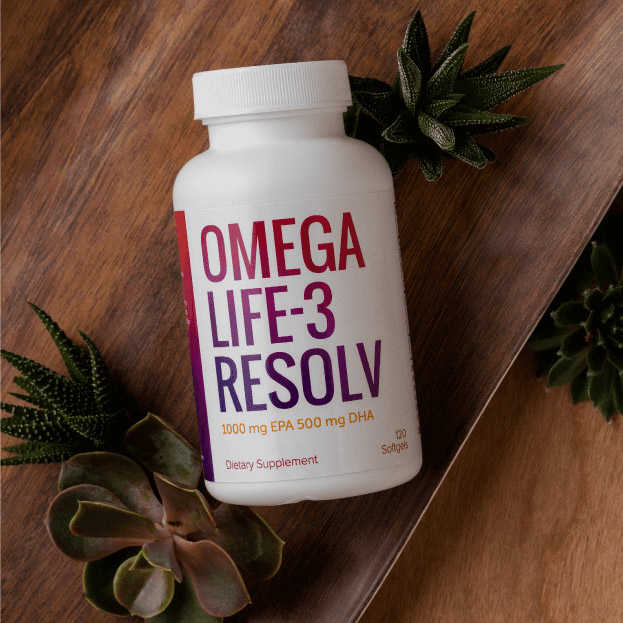 OMEGA
LIFE-3
RESOLV
1000 mg EPA 500 mg DHA
120
Softgels
Dietary Supplement